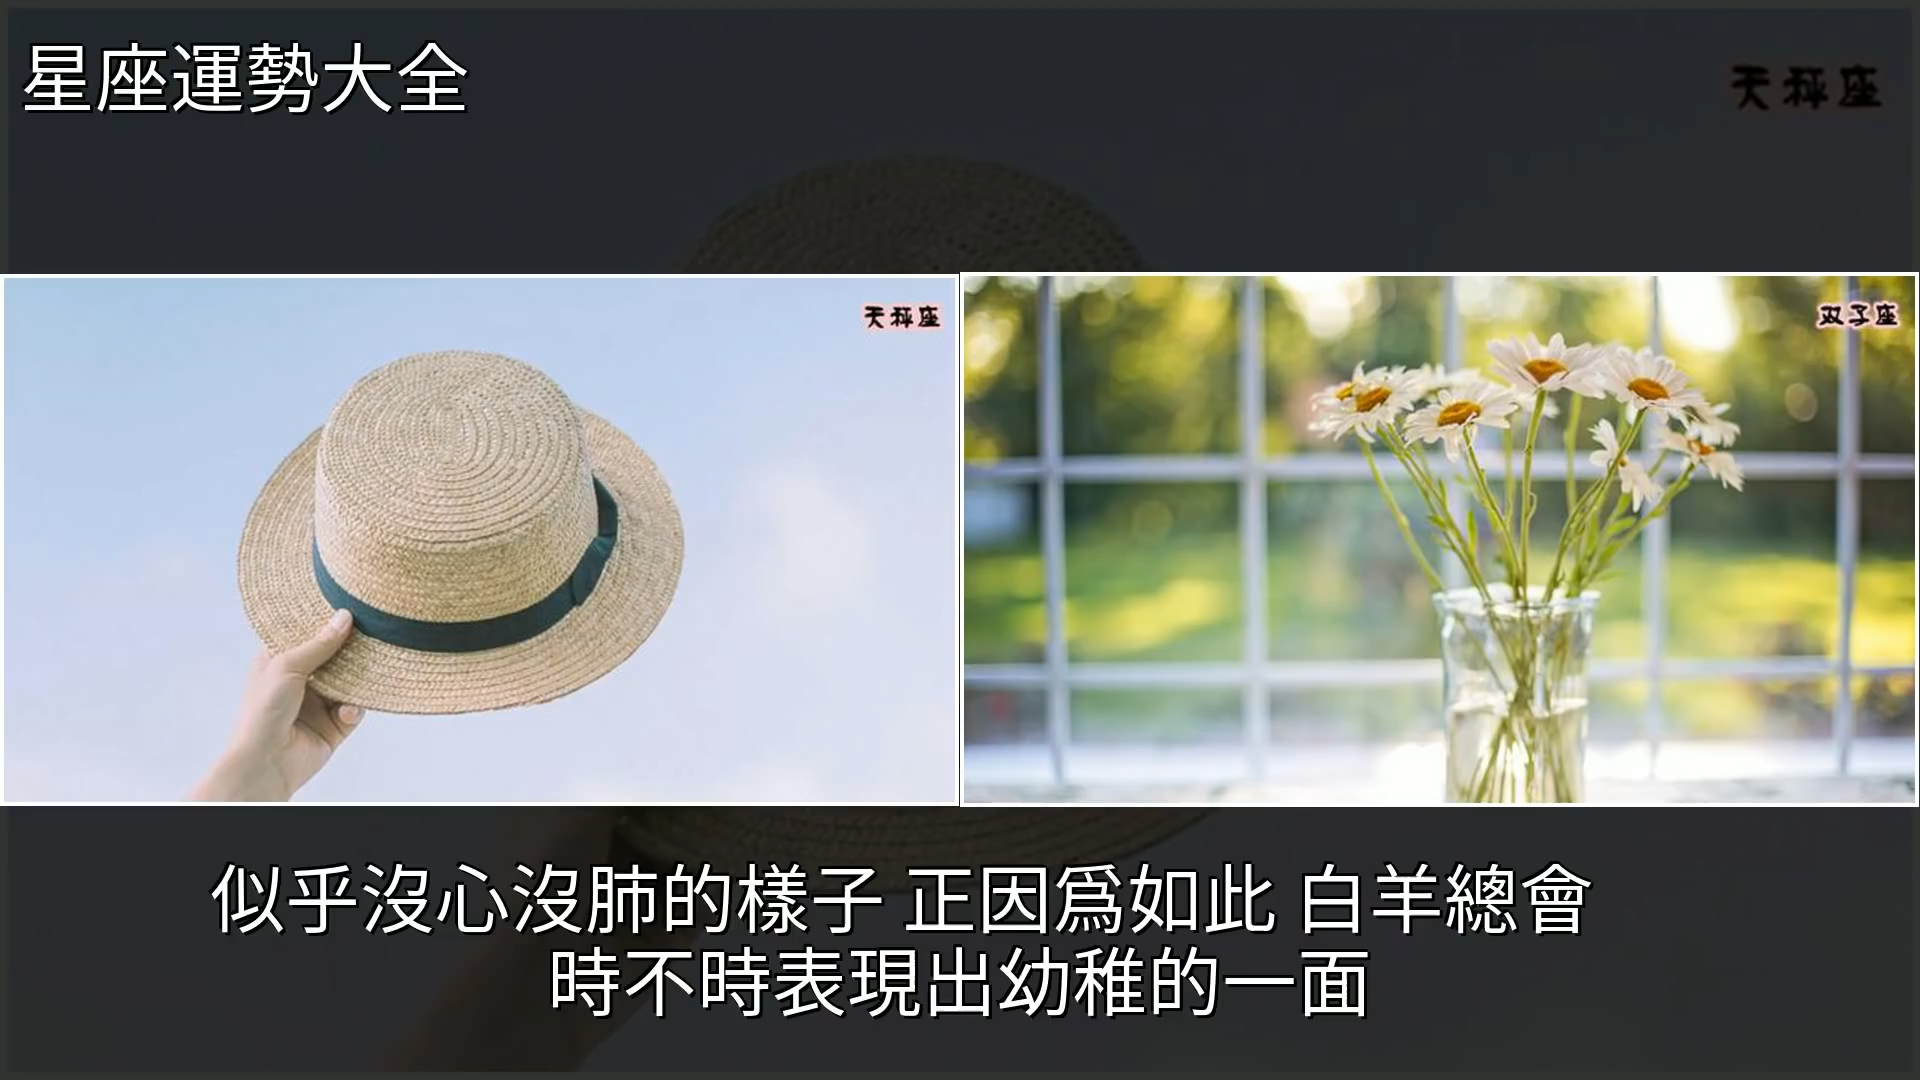 星座運勢大全
天秤座
天秤座
双子座
似乎沒心沒肺的樣子 正因爲如此 白羊總會
時不時表現出幼稚的一面